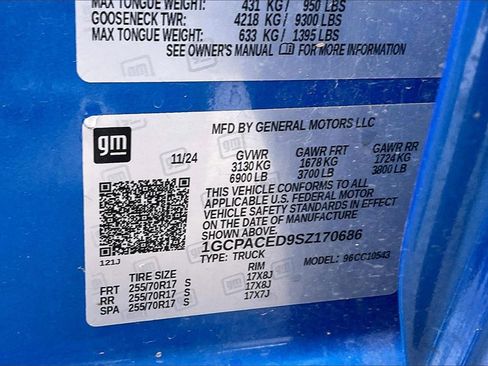 MAX TONGUE WEIGHT: 431 KG / 950 LBS
GOOSENECK TWR: 4218 KG / 9300 LBS
MAX TONGUE WEIGHT: 633 KG / 1395 LBS
SEE OWNER'S MANUAL FOR MORE INFORMATION
gm
MFD BY GENERAL MOTORS LLC
11/24 GVWR GAWR FRT GAWR RR
3130 KG 1678 KG 1724 KG
6900 LB 3700 LB 3800 LB
THIS VEHICLE CONFORMS TO ALL APPLICABLE U.S. FEDERAL MOTOR
VEHICLE SAFETY STANDARDS IN EFFECT ON THE DATE OF MANUFACTURE
SHOWN ABOVE.
1GCPACED9SZ170686
TYPE: TRUCK MODEL: 96CC10543
121J
TIRE SIZE RIM
FRT 255/70R17 S 17X8J
RR 255/70R17 S 17X8J
SPA 255/70R17 S 17X7J